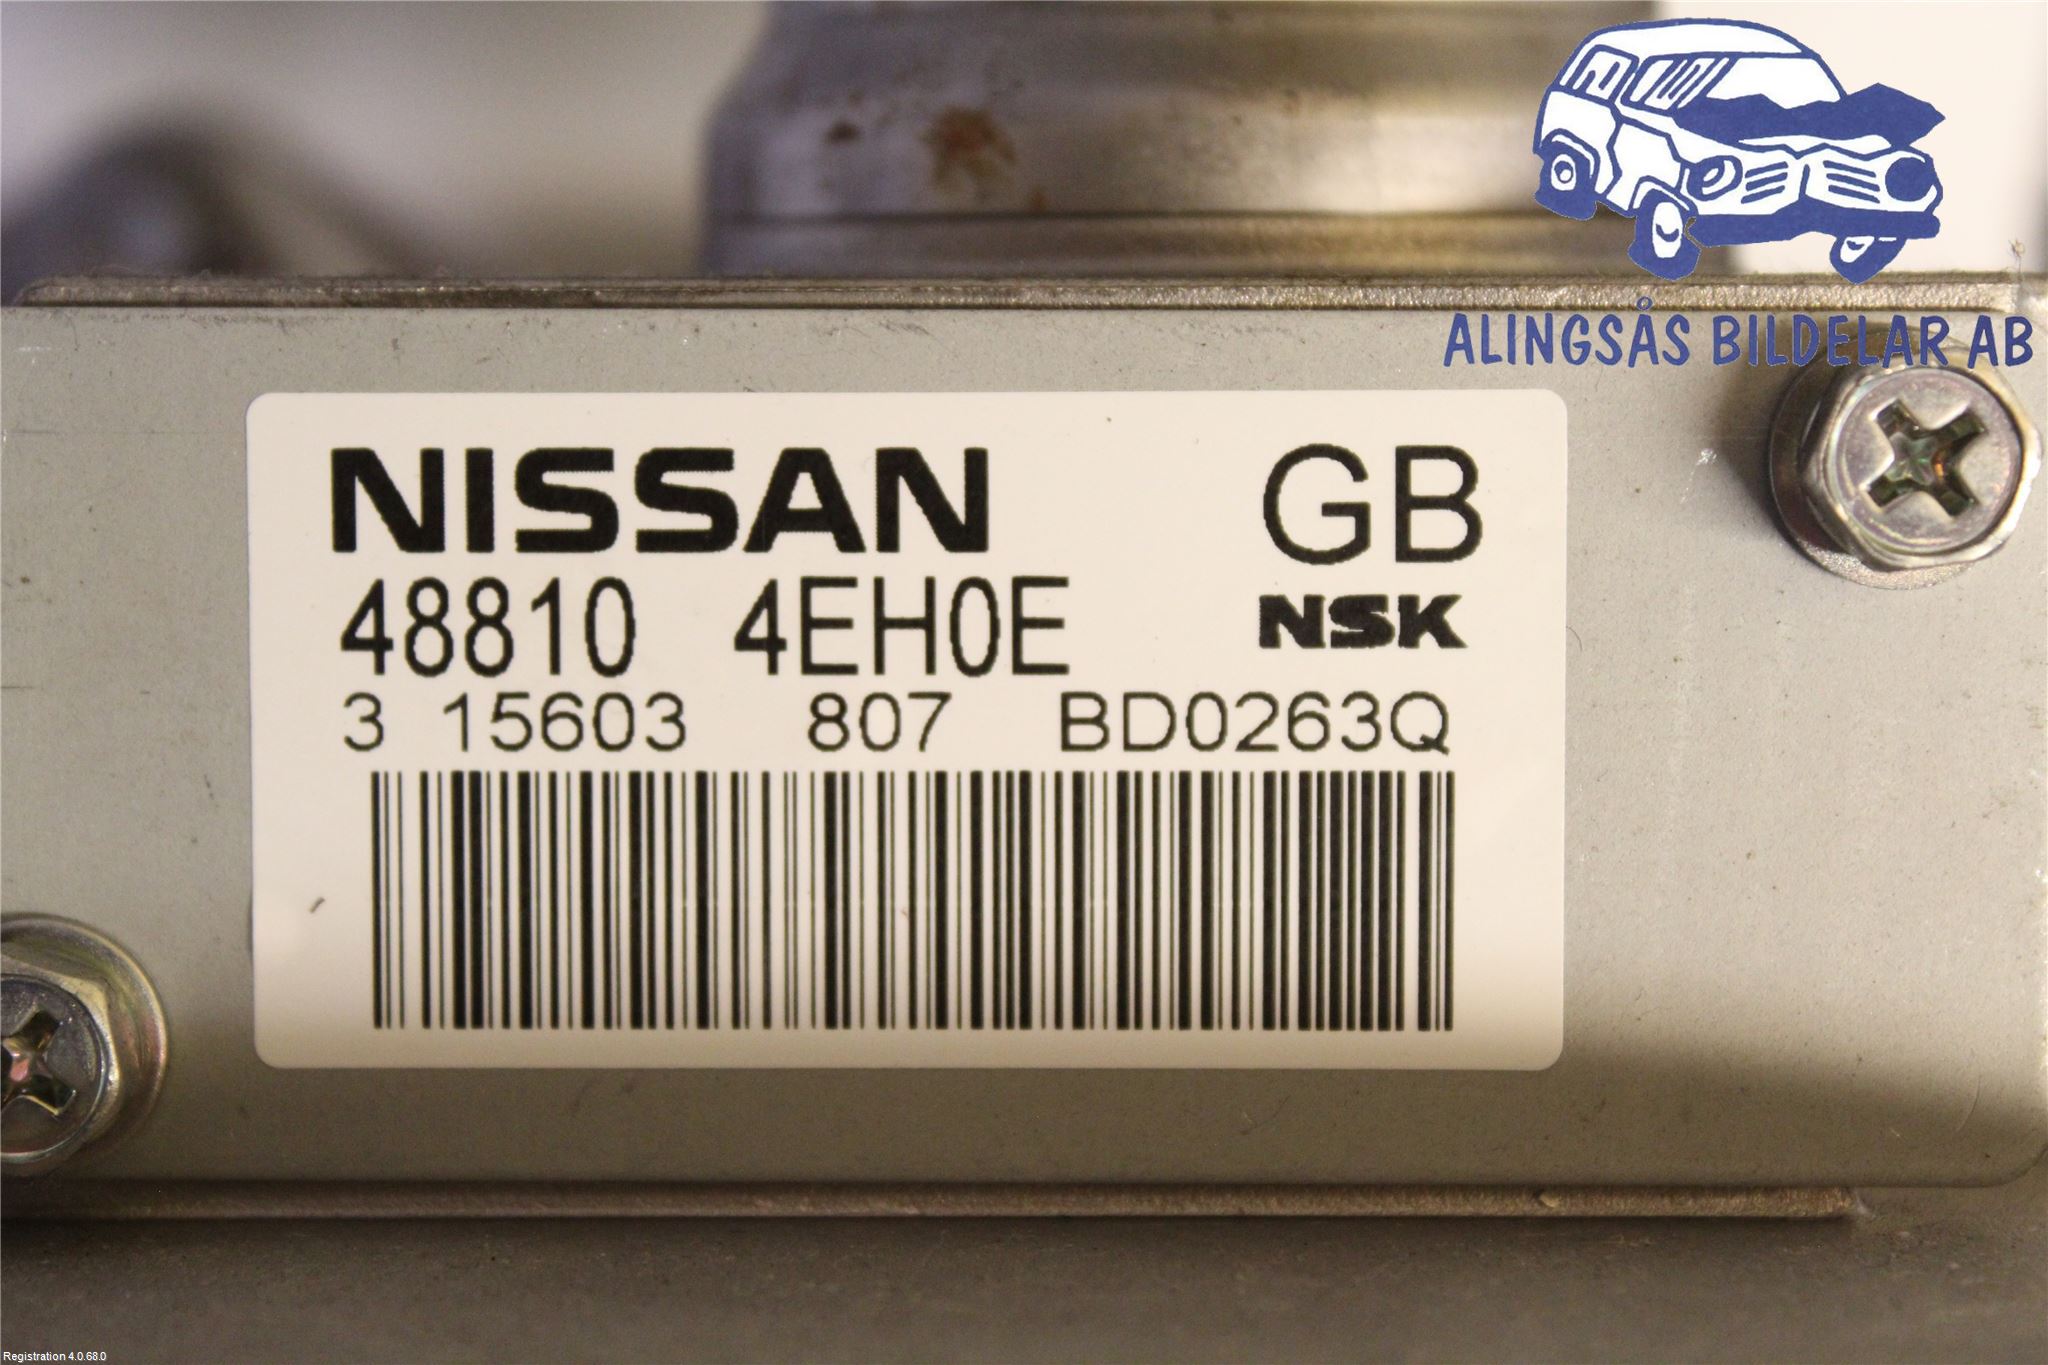 ALINGSÅS BILDELAR AB
NISSAN GB
48810 4EH0E NSK
3 15603 807 BD0263Q
Registration 4.0.68.0